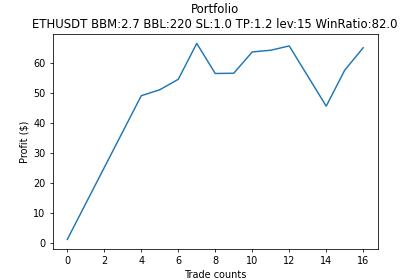 Portfolio
ETHUSDT BBM:2.7 BBL:220 SL:1.0 TP:1.2 lev:15 WinRatio:82.0
60
50
40
30
20
10
0
Profit ($)
0 2 4 6 8 10 12 14 16
Trade counts